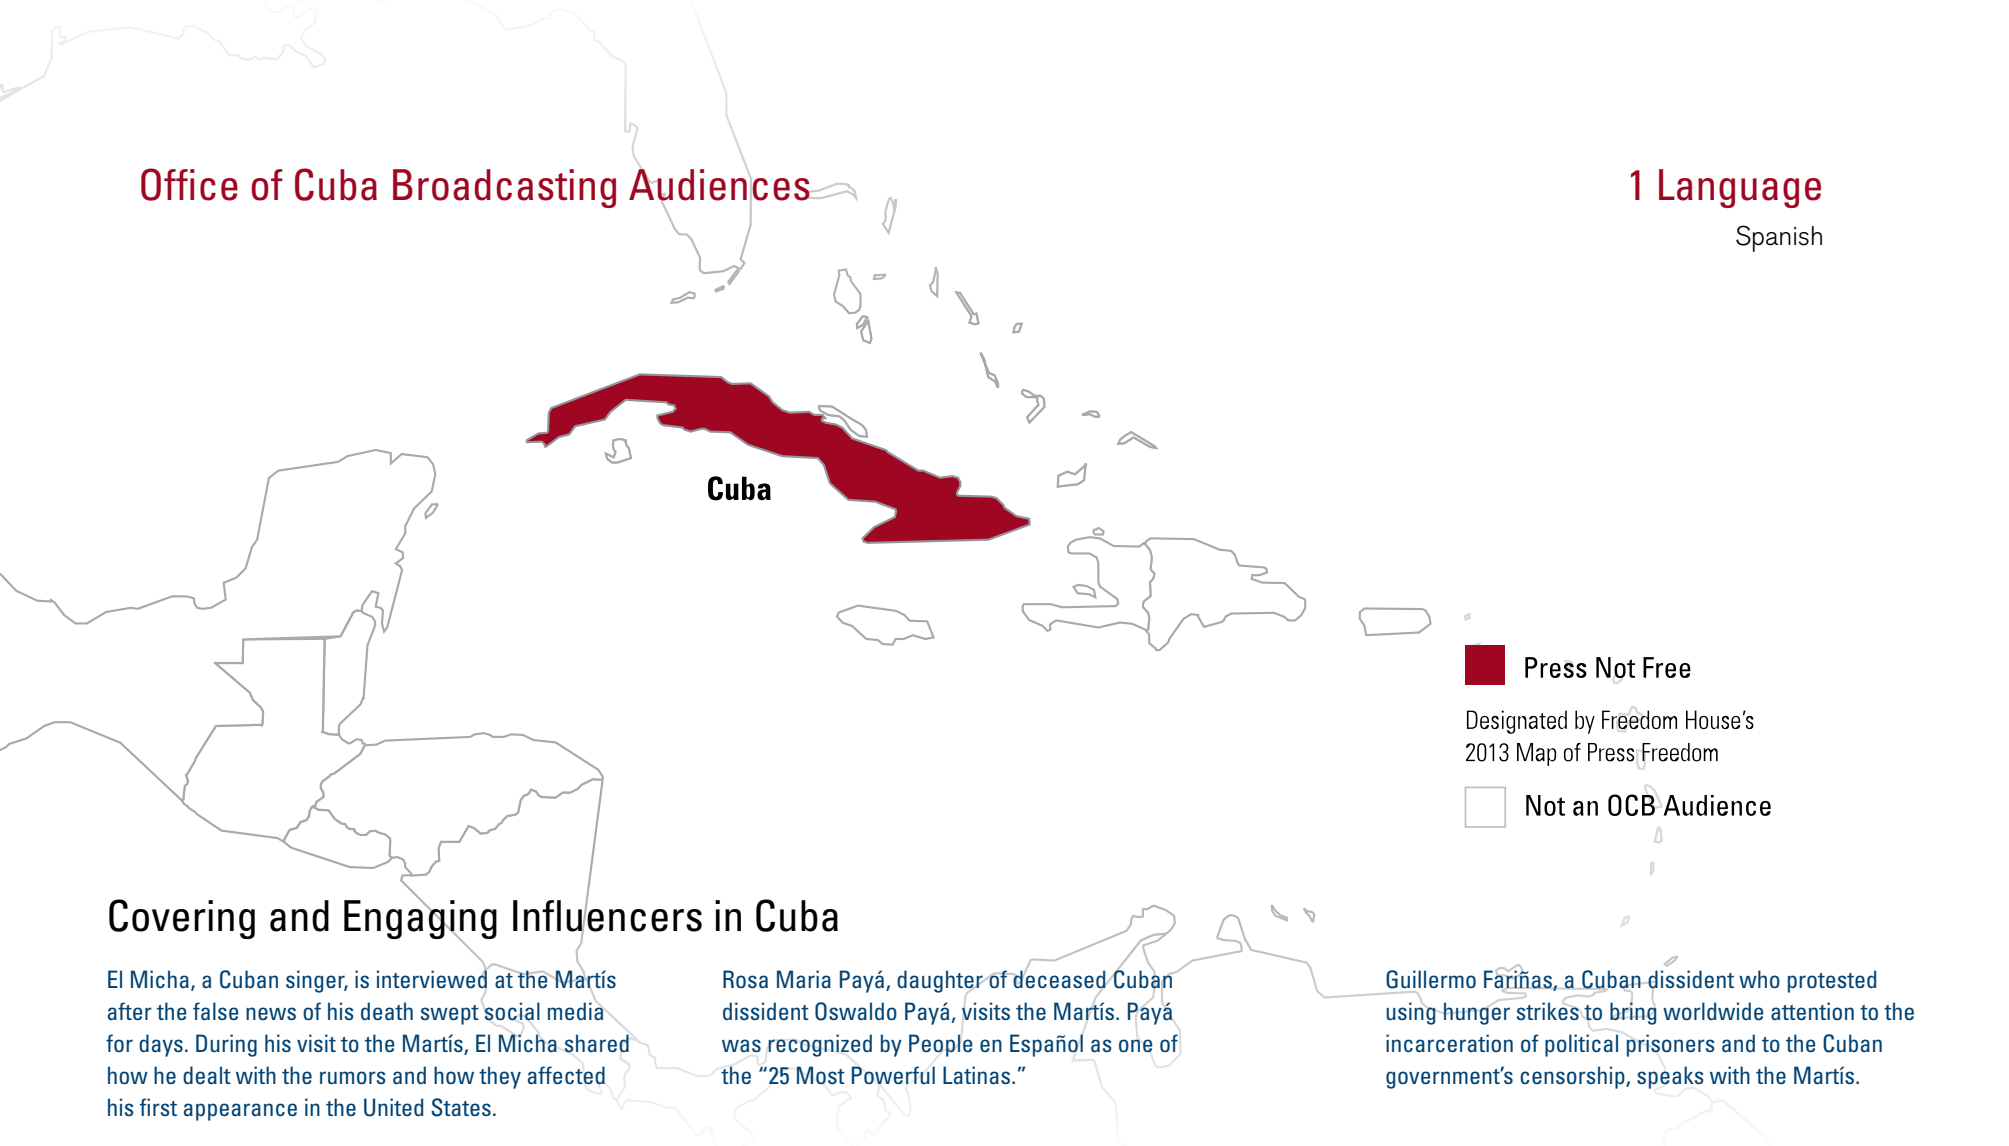 Office of Cuba Broadcasting Audiences
1 Language
Spanish
Cuba
Press Not Free
Designated by Freedom House’s
2013 Map of Press Freedom
Not an OCB Audience
Covering and Engaging Influencers in Cuba
El Micha, a Cuban singer, is interviewed at the Martís
after the false news of his death swept social media
for days. During his visit to the Martís, El Micha shared
how he dealt with the rumors and how they affected
his first appearance in the United States.
Rosa Maria Payá, daughter of deceased Cuban
dissident Oswaldo Payá, visits the Martís. Payá
was recognized by People en Español as one of
the “25 Most Powerful Latinas.”
Guillermo Fariñas, a Cuban dissident who protested
using hunger strikes to bring worldwide attention to the
incarceration of political prisoners and to the Cuban
government’s censorship, speaks with the Martís.